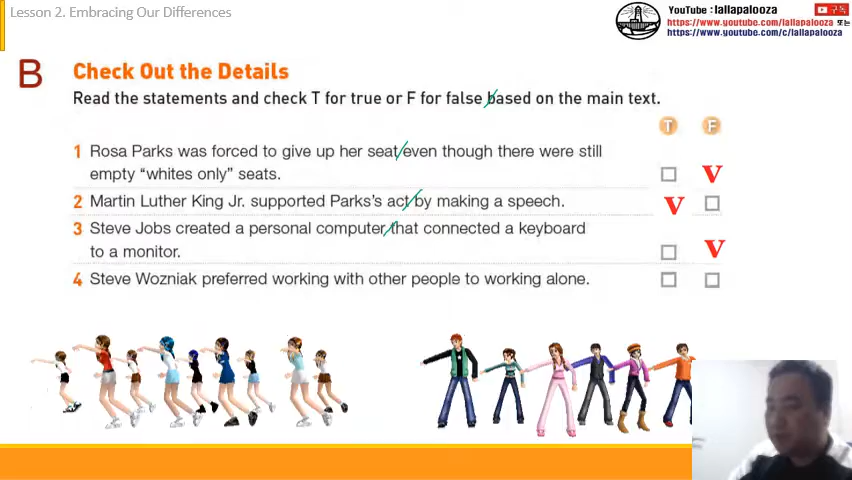 Lesson 2. Embracing Our Differences
YouTube : lallapalooza 구독
https://www.youtube.com/lallapalooza 또는
https://www.youtube.com/c/lallapalooza
B Check Out the Details
Read the statements and check T for true or F for false based on the main text.
T F
1 Rosa Parks was forced to give up her seat even though there were still
empty “whites only” seats.
V
2 Martin Luther King Jr. supported Parks's act by making a speech.
V
3 Steve Jobs created a personal computer that connected a keyboard
to a monitor.
V
4 Steve Wozniak preferred working with other people to working alone.